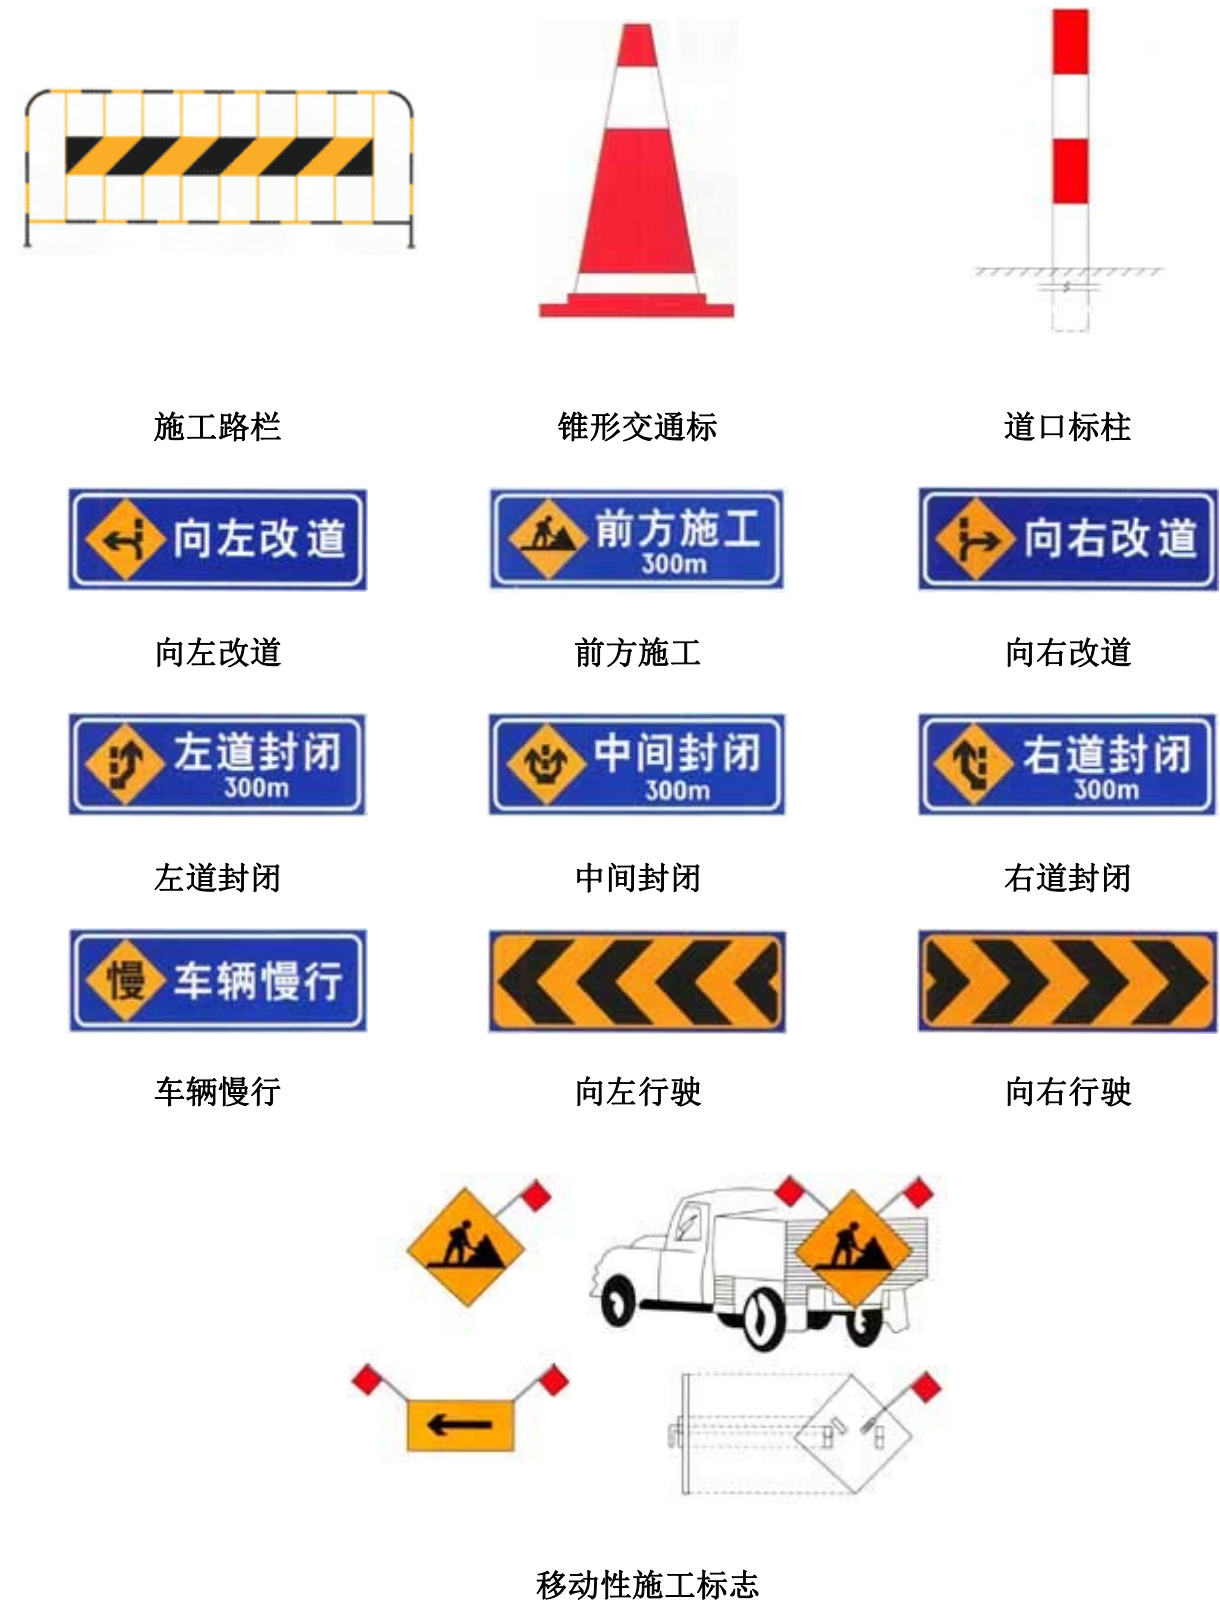 施工路栏
锥形交通标
道口标柱
向左改道
前方施工
300m
向右改道
向左改道
前方施工
向右改道
左道封闭
300m
中间封闭
300m
右道封闭
300m
左道封闭
中间封闭
右道封闭
慢
车辆慢行
车辆慢行
向左行驶
向右行驶
移动性施工标志